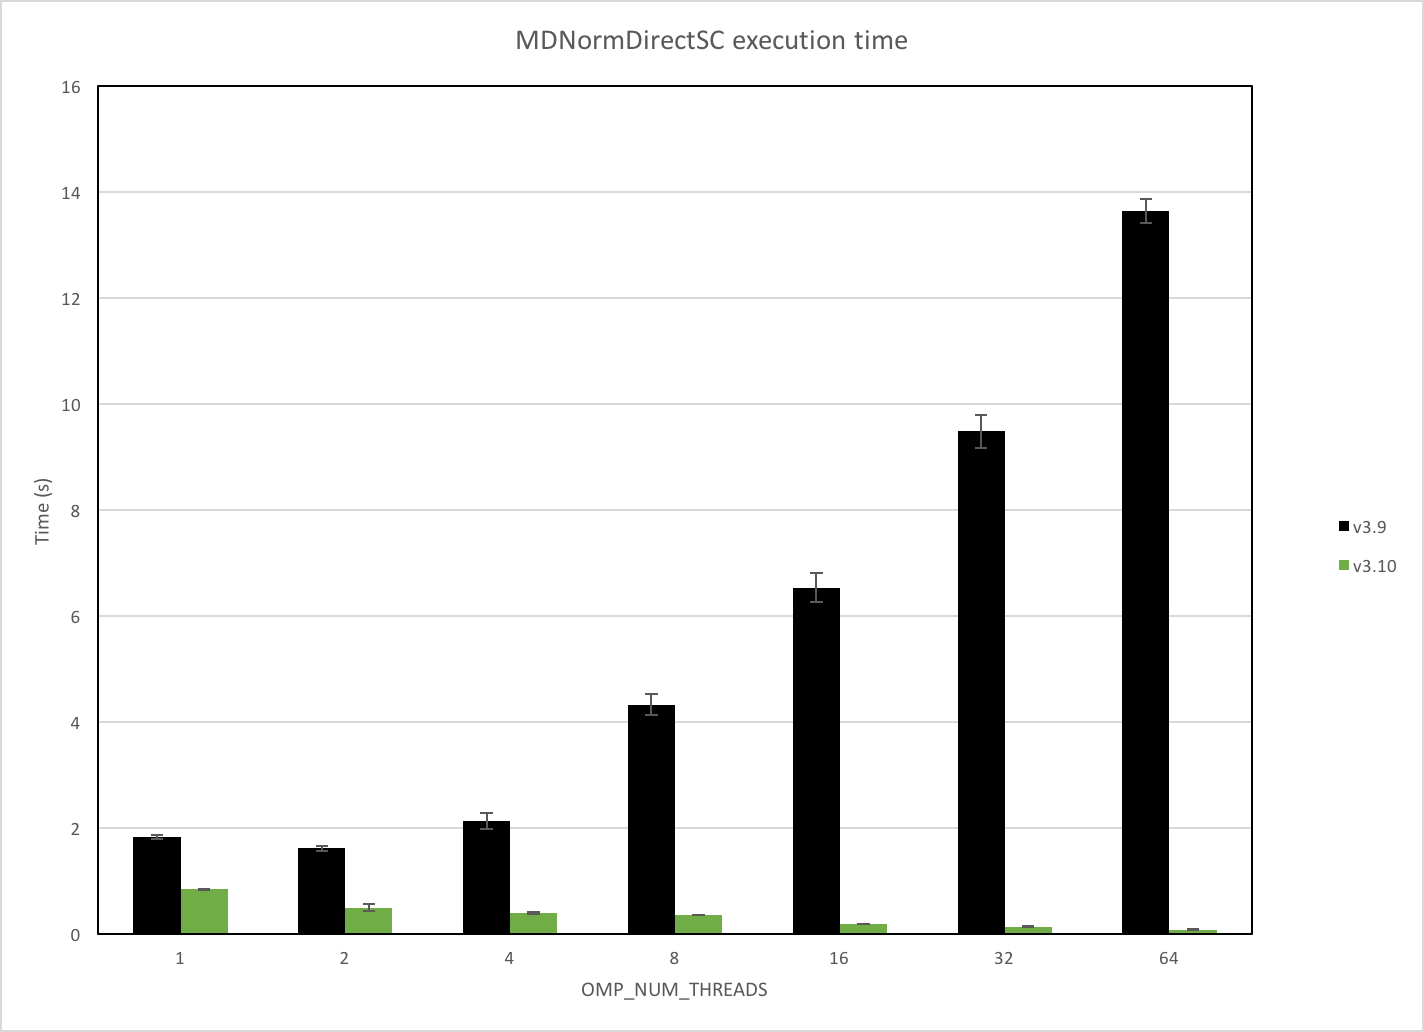 MDNormDirectSC execution time
16
14
12
10
8
6
4
2
0
Time (s)
1 2 4 8 16 32 64
OMP_NUM_THREADS
v3.9
v3.10